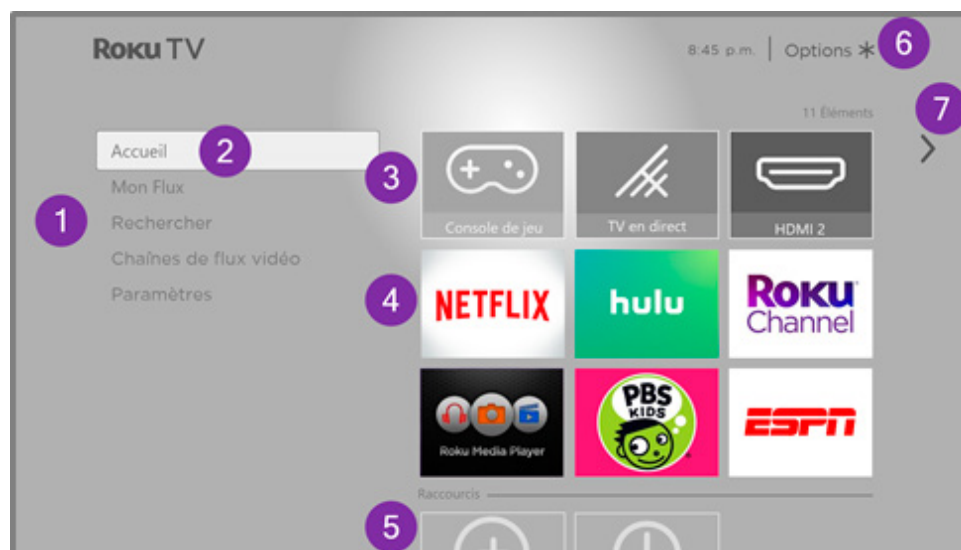 Roku TV
8:45 p.m. | Options *
6
11 Éléments
7
Accueil
2
Mon Flux
1
Rechercher
Chaînes de flux vidéo
Paramètres
3
Console de jeu
TV en direct
HDMI 2
4
NETFLIX
hulu
Roku
Channel
Roku Media Player
PBS
KIDS
ESPN
Raccourcis
5